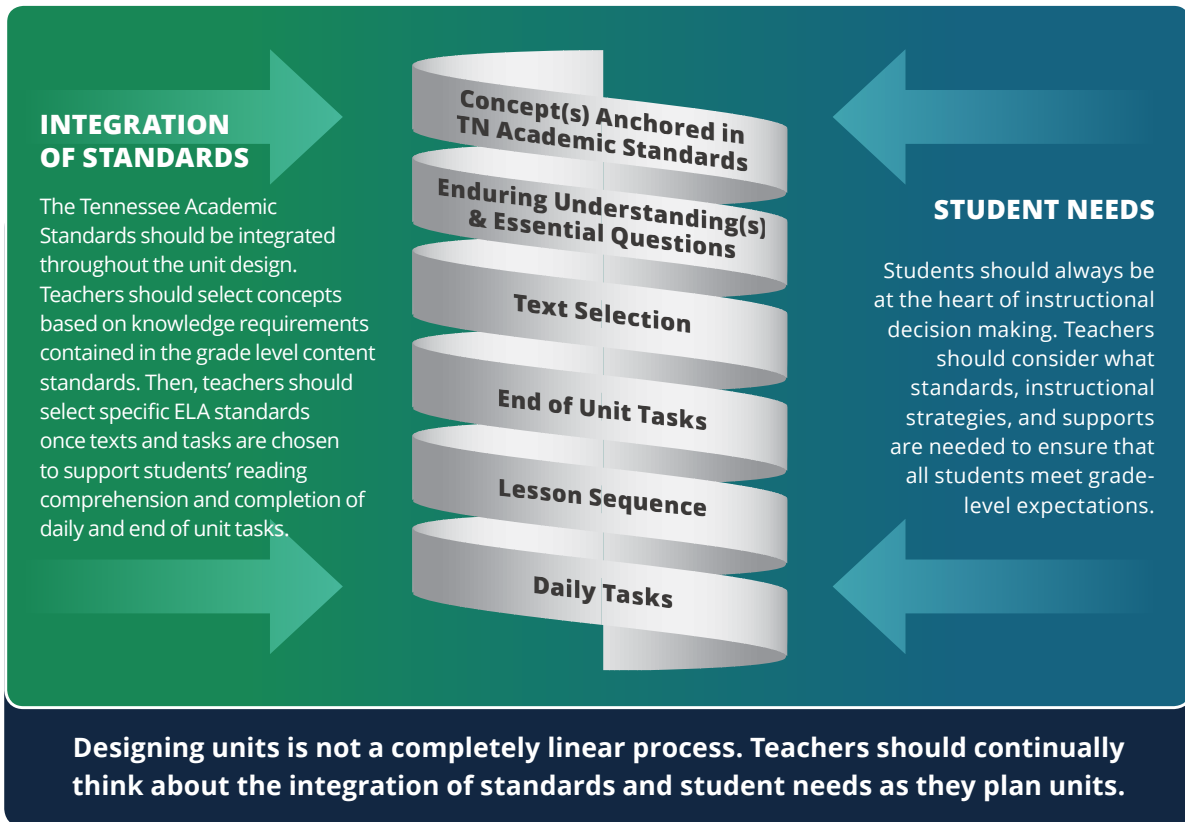 INTEGRATION
OF STANDARDS
The Tennessee Academic
Standards should be integrated
throughout the unit design.
Teachers should select concepts
based on knowledge requirements
contained in the grade level content
standards. Then, teachers should
select specific ELA standards
once texts and tasks are chosen
to support students’ reading
comprehension and completion of
daily and end of unit tasks.
Concept(s) Anchored in
TN Academic Standards
Enduring Understanding(s)
& Essential Questions
Text Selection
End of Unit Tasks
Lesson Sequence
Daily Tasks
STUDENT NEEDS
Students should always be
at the heart of instructional
decision making. Teachers
should consider what
standards, instructional
strategies, and supports
are needed to ensure that
all students meet grade-
level expectations.
Designing units is not a completely linear process. Teachers should continually
think about the integration of standards and student needs as they plan units.